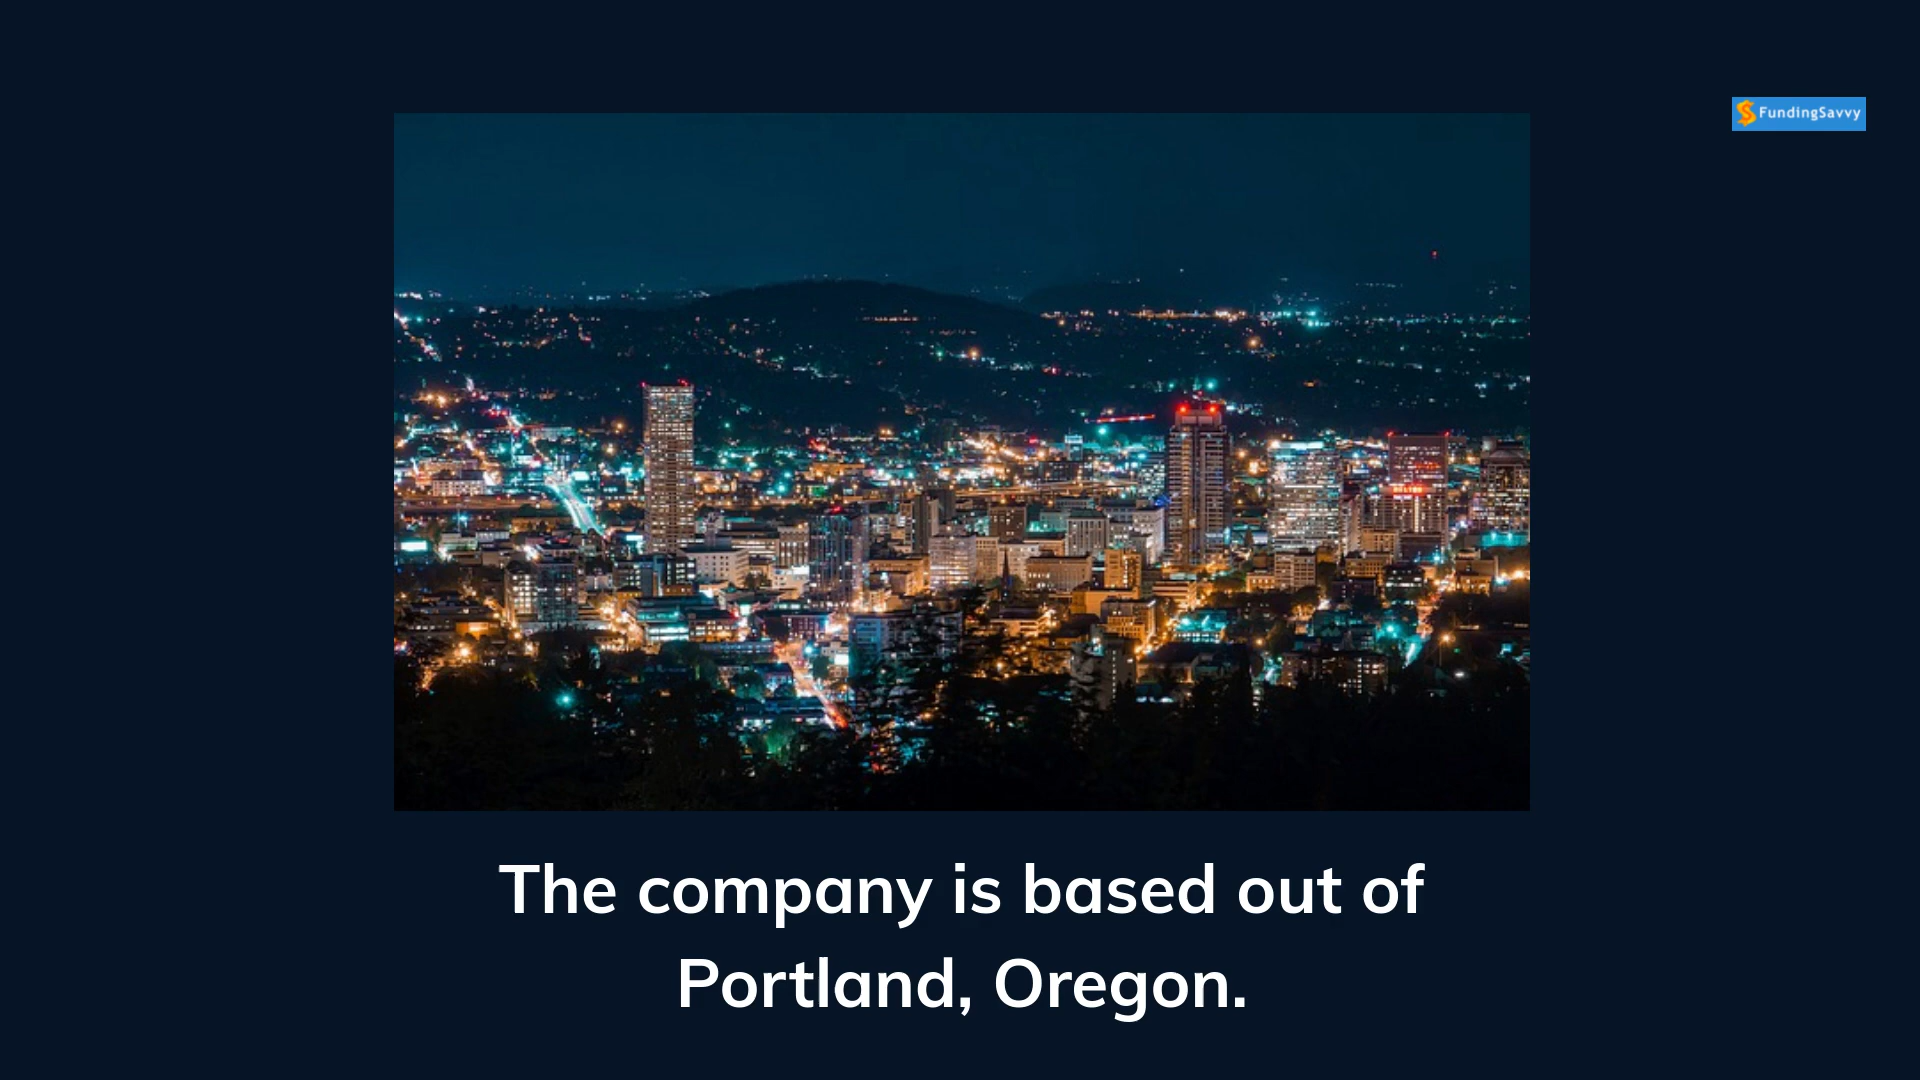 FundingSavvy
The company is based out of
Portland, Oregon.